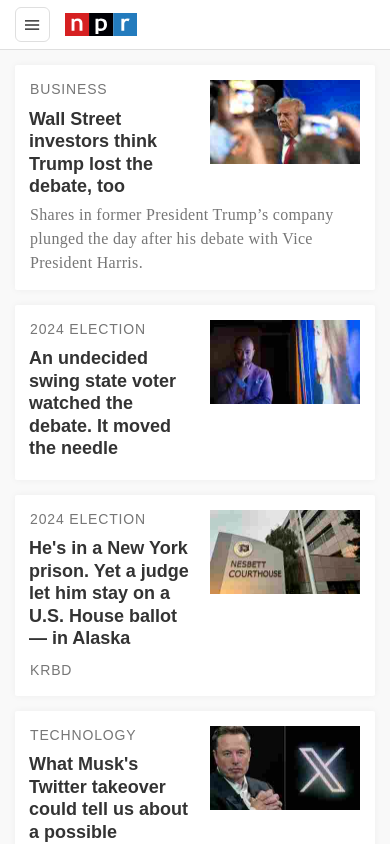 npr
BUSINESS
Wall Street
investors think
Trump lost the
debate, too
Shares in former President Trump’s company
plunged the day after his debate with Vice
President Harris.
2024 ELECTION
An undecided
swing state voter
watched the
debate. It moved
the needle
2024 ELECTION
He's in a New York
prison. Yet a judge
let him stay on a
U.S. House ballot
— in Alaska
KRBD
NESBETT
COURTHOUSE
TECHNOLOGY
What Musk's
Twitter takeover
could tell us about
a possible
X